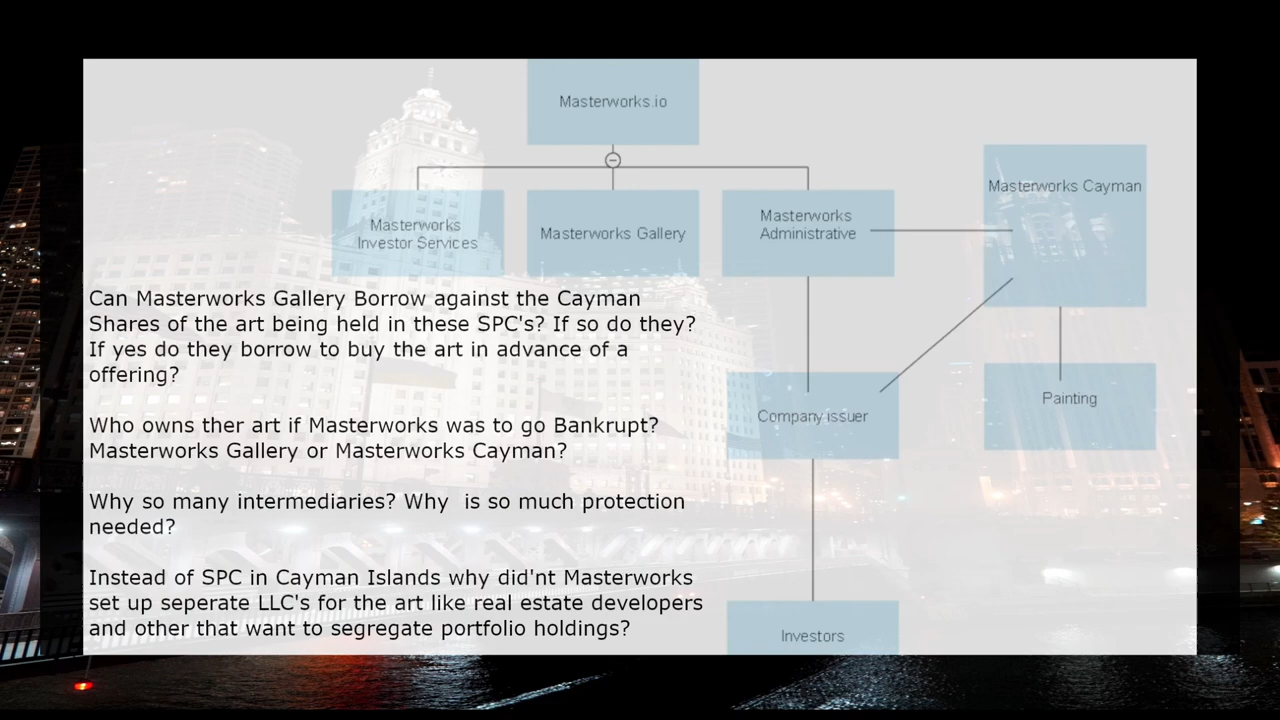 Masterworks.io
Masterworks
Investor Services
Masterworks Gallery
Masterworks
Administrative
Masterworks Cayman
Can Masterworks Gallery Borrow against the Cayman
Shares of the art being held in these SPC's? If so do they?
If yes do they borrow to buy the art in advance of a
offering?
Who owns ther art if Masterworks was to go Bankrupt?
Masterworks Gallery or Masterworks Cayman?
Why so many intermediaries? Why  is so much protection
needed?
Instead of SPC in Cayman Islands why did'nt Masterworks
set up seperate LLC's for the art like real estate developers
and other that want to segregate portfolio holdings?
Company issuer
Painting
Investors